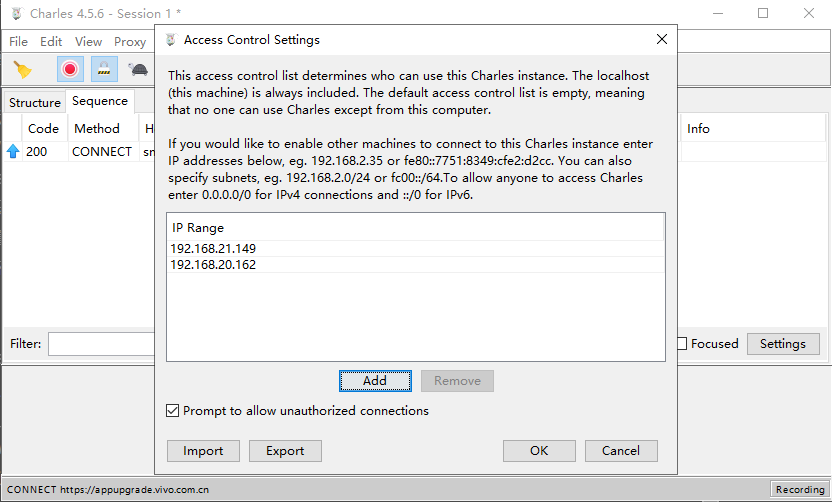 Charles 4.5.6 - Session 1 *
File Edit View Proxy
Access Control Settings
This access control list determines who can use this Charles instance. The localhost
(this machine) is always included. The default access control list is empty, meaning
that no one can use Charles except from this computer.
If you would like to enable other machines to connect to this Charles instance enter
IP addresses below, eg. 192.168.2.35 or fe80::7751:8349:cfe2:d2cc. You can also
specify subnets, eg. 192.168.2.0/24 or fc00::/64.To allow anyone to access Charles
enter 0.0.0.0/0 for IPv4 connections and ::/0 for IPv6.
Structure Sequence
Code Method Info
200 CONNECT
IP Range
192.168.21.149
192.168.20.162
Filter: Focused Settings
Add Remove
Prompt to allow unauthorized connections
Import Export OK Cancel
CONNECT https://appupgrade.vivo.com.cn Recording